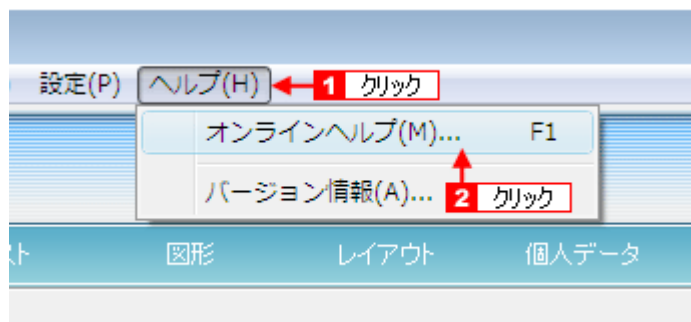 設定(P) ヘルプ(H) 1 クリック
オンラインヘルプ(M)... F1
バージョン情報(A)... 2 クリック
図形 レイアウト 個人データ